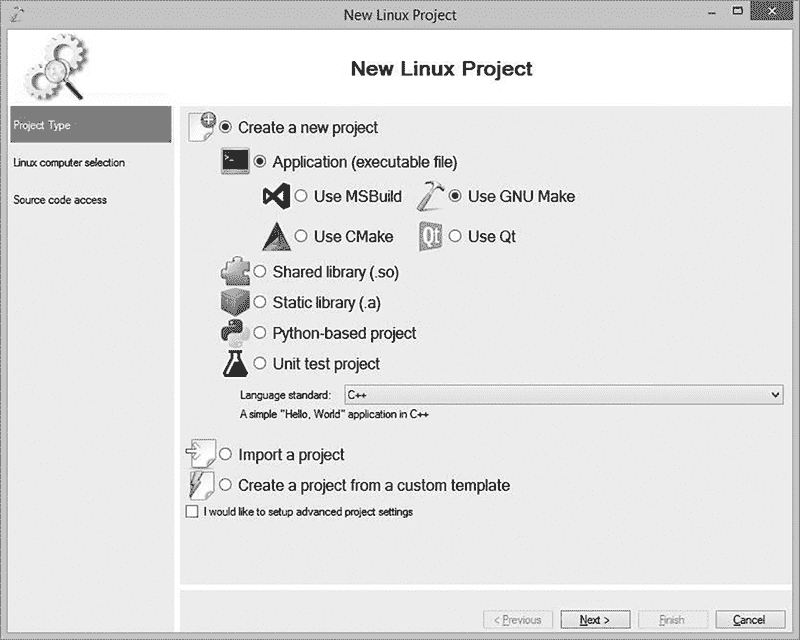 New Linux Project
New Linux Project
Project Type
Linux computer selection
Source code access
Create a new project
>_
Application (executable file)
Use MSBuild
Use GNU Make
Use CMake
Qt
Use Qt
Shared library (.so)
Static library (.a)
Python-based project
Unit test project
Language standard:
C++
A simple "Hello, World" application in C++
Import a project
Create a project from a custom template
I would like to setup advanced project settings
< Previous
Next >
Finish
Cancel